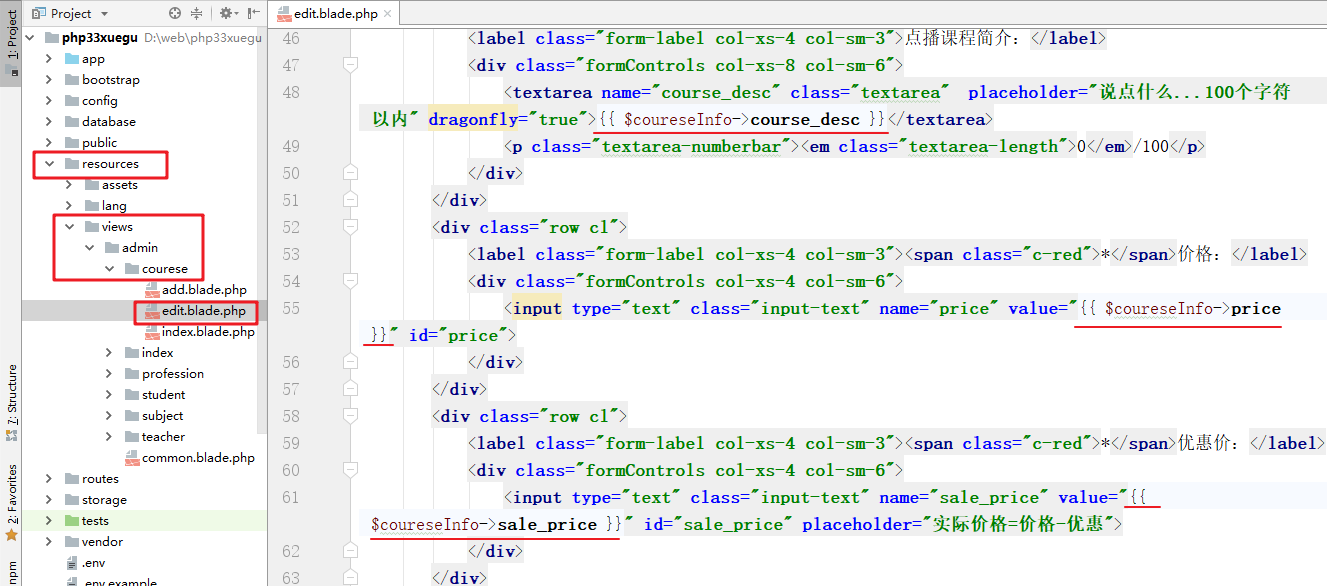 1: Project
7: Structure
2: Favorites
npm
Project
php33xuegu D:\web\php33xuegu
app
bootstrap
config
database
public
resources
assets
lang
views
admin
courese
add.blade.php
edit.blade.php
index.blade.php
index
profession
student
subject
teacher
common.blade.php
routes
storage
tests
vendor
.env
.env.example
edit.blade.php
46 <label class="form-label col-xs-4 col-sm-3">点播课程简介：</label>
47 <div class="formControls col-xs-8 col-sm-6">
48 <textarea name="course_desc" class="textarea"  placeholder="说点什么...100个字符
以内" dragonfly="true">{{ $coureseInfo->course_desc }}</textarea>
49 <p class="textarea-numberbar"><em class="textarea-length">0</em>/100</p>
50 </div>
51 </div>
52 <div class="row cl">
53 <label class="form-label col-xs-4 col-sm-3"><span class="c-red">*</span>价格：</label>
54 <div class="formControls col-xs-4 col-sm-6">
55 <input type="text" class="input-text" name="price" value="{{ $coureseInfo->price
}}" id="price">
56 </div>
57 </div>
58 <div class="row cl">
59 <label class="form-label col-xs-4 col-sm-3"><span class="c-red">*</span>优惠价：</label>
60 <div class="formControls col-xs-4 col-sm-6">
61 <input type="text" class="input-text" name="sale_price" value="{{
$coureseInfo->sale_price }}" id="sale_price" placeholder="实际价格=价格-优惠">
62 </div>
63 </div>